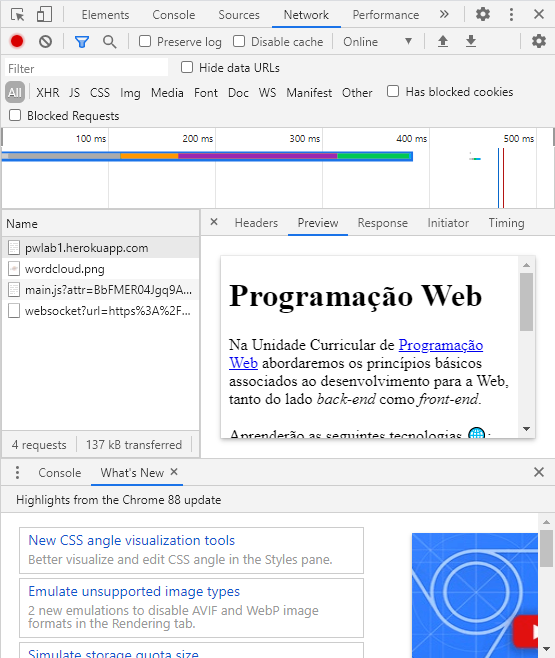 Elements Console Sources Network Performance »
Preserve log Disable cache Online
Filter Hide data URLs
All XHR JS CSS Img Media Font Doc WS Manifest Other Has blocked cookies
Blocked Requests
100 ms 200 ms 300 ms 400 ms 500 ms
Name
pwlab1.herokuapp.com
wordcloud.png
main.js?attr=BbFMER04Jgq9A...
websocket?url=https%3A%2F...
4 requests 137 kB transferred
Headers Preview Response Initiator Timing
Programação Web
Na Unidade Curricular de Programação
Web abordaremos os princípios básicos
associados ao desenvolvimento para a Web,
tanto do lado back-end como front-end.
Aprenderão as seguintes tecnologias 🌐:
Console What's New
Highlights from the Chrome 88 update
New CSS angle visualization tools
Better visualize and edit CSS angle in the Styles pane.
Emulate unsupported image types
2 new emulations to disable AVIF and WebP image
formats in the Rendering tab.
Simulate storage quota size